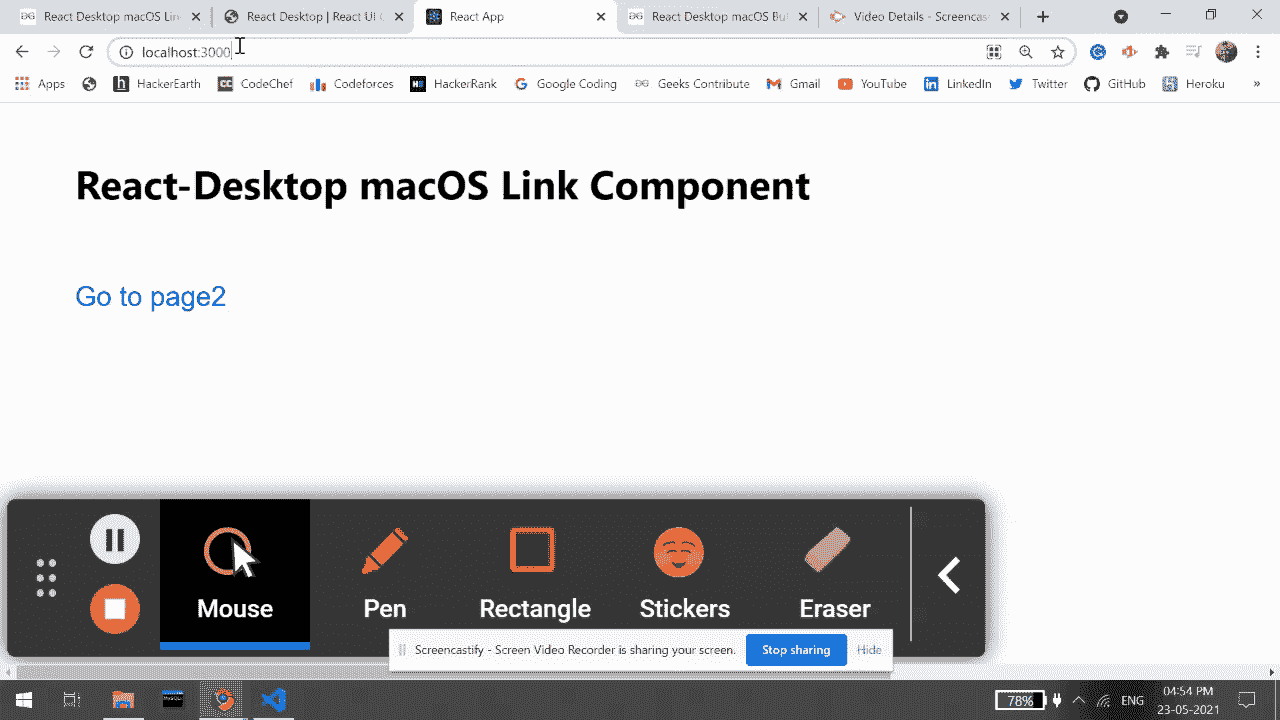 React Desktop macOS
React Desktop | React UI C
React App
React Desktop macOS But
Video Details - Screencast
localhost:3000
Apps
HackerEarth
CodeChef
Codeforces
HackerRank
Google Coding
Geeks Contribute
Gmail
YouTube
LinkedIn
Twitter
GitHub
Heroku
»
React-Desktop macOS Link Component
Go to page2
Mouse
Pen
Rectangle
Stickers
Eraser
Screencastify - Screen Video Recorder is sharing your screen.
Stop sharing
Hide
78%
ENG
04:54 PM
23-05-2021